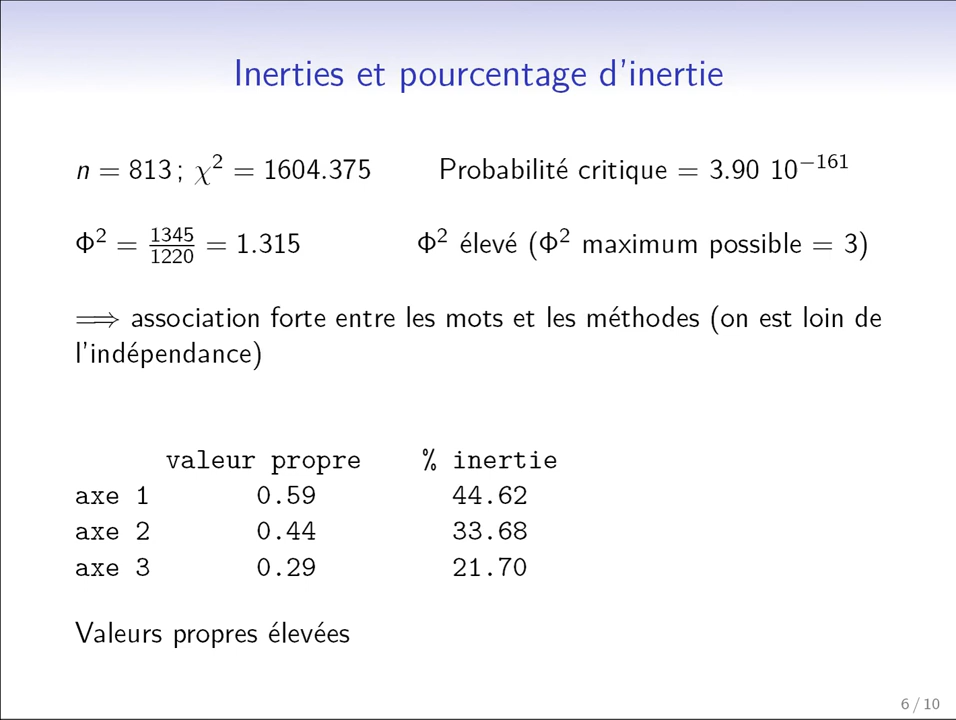 Inerties et pourcentage d'inertie
n = 813 ; χ² = 1604.375 Probabilité critique = 3.90 10⁻¹⁶¹
Φ² = 1345/1220 = 1.315 Φ² élevé (Φ² maximum possible = 3)
⟹ association forte entre les mots et les méthodes (on est loin de
l'indépendance)
valeur propre % inertie
axe 1 0.59 44.62
axe 2 0.44 33.68
axe 3 0.29 21.70
Valeurs propres élevées
6 / 10